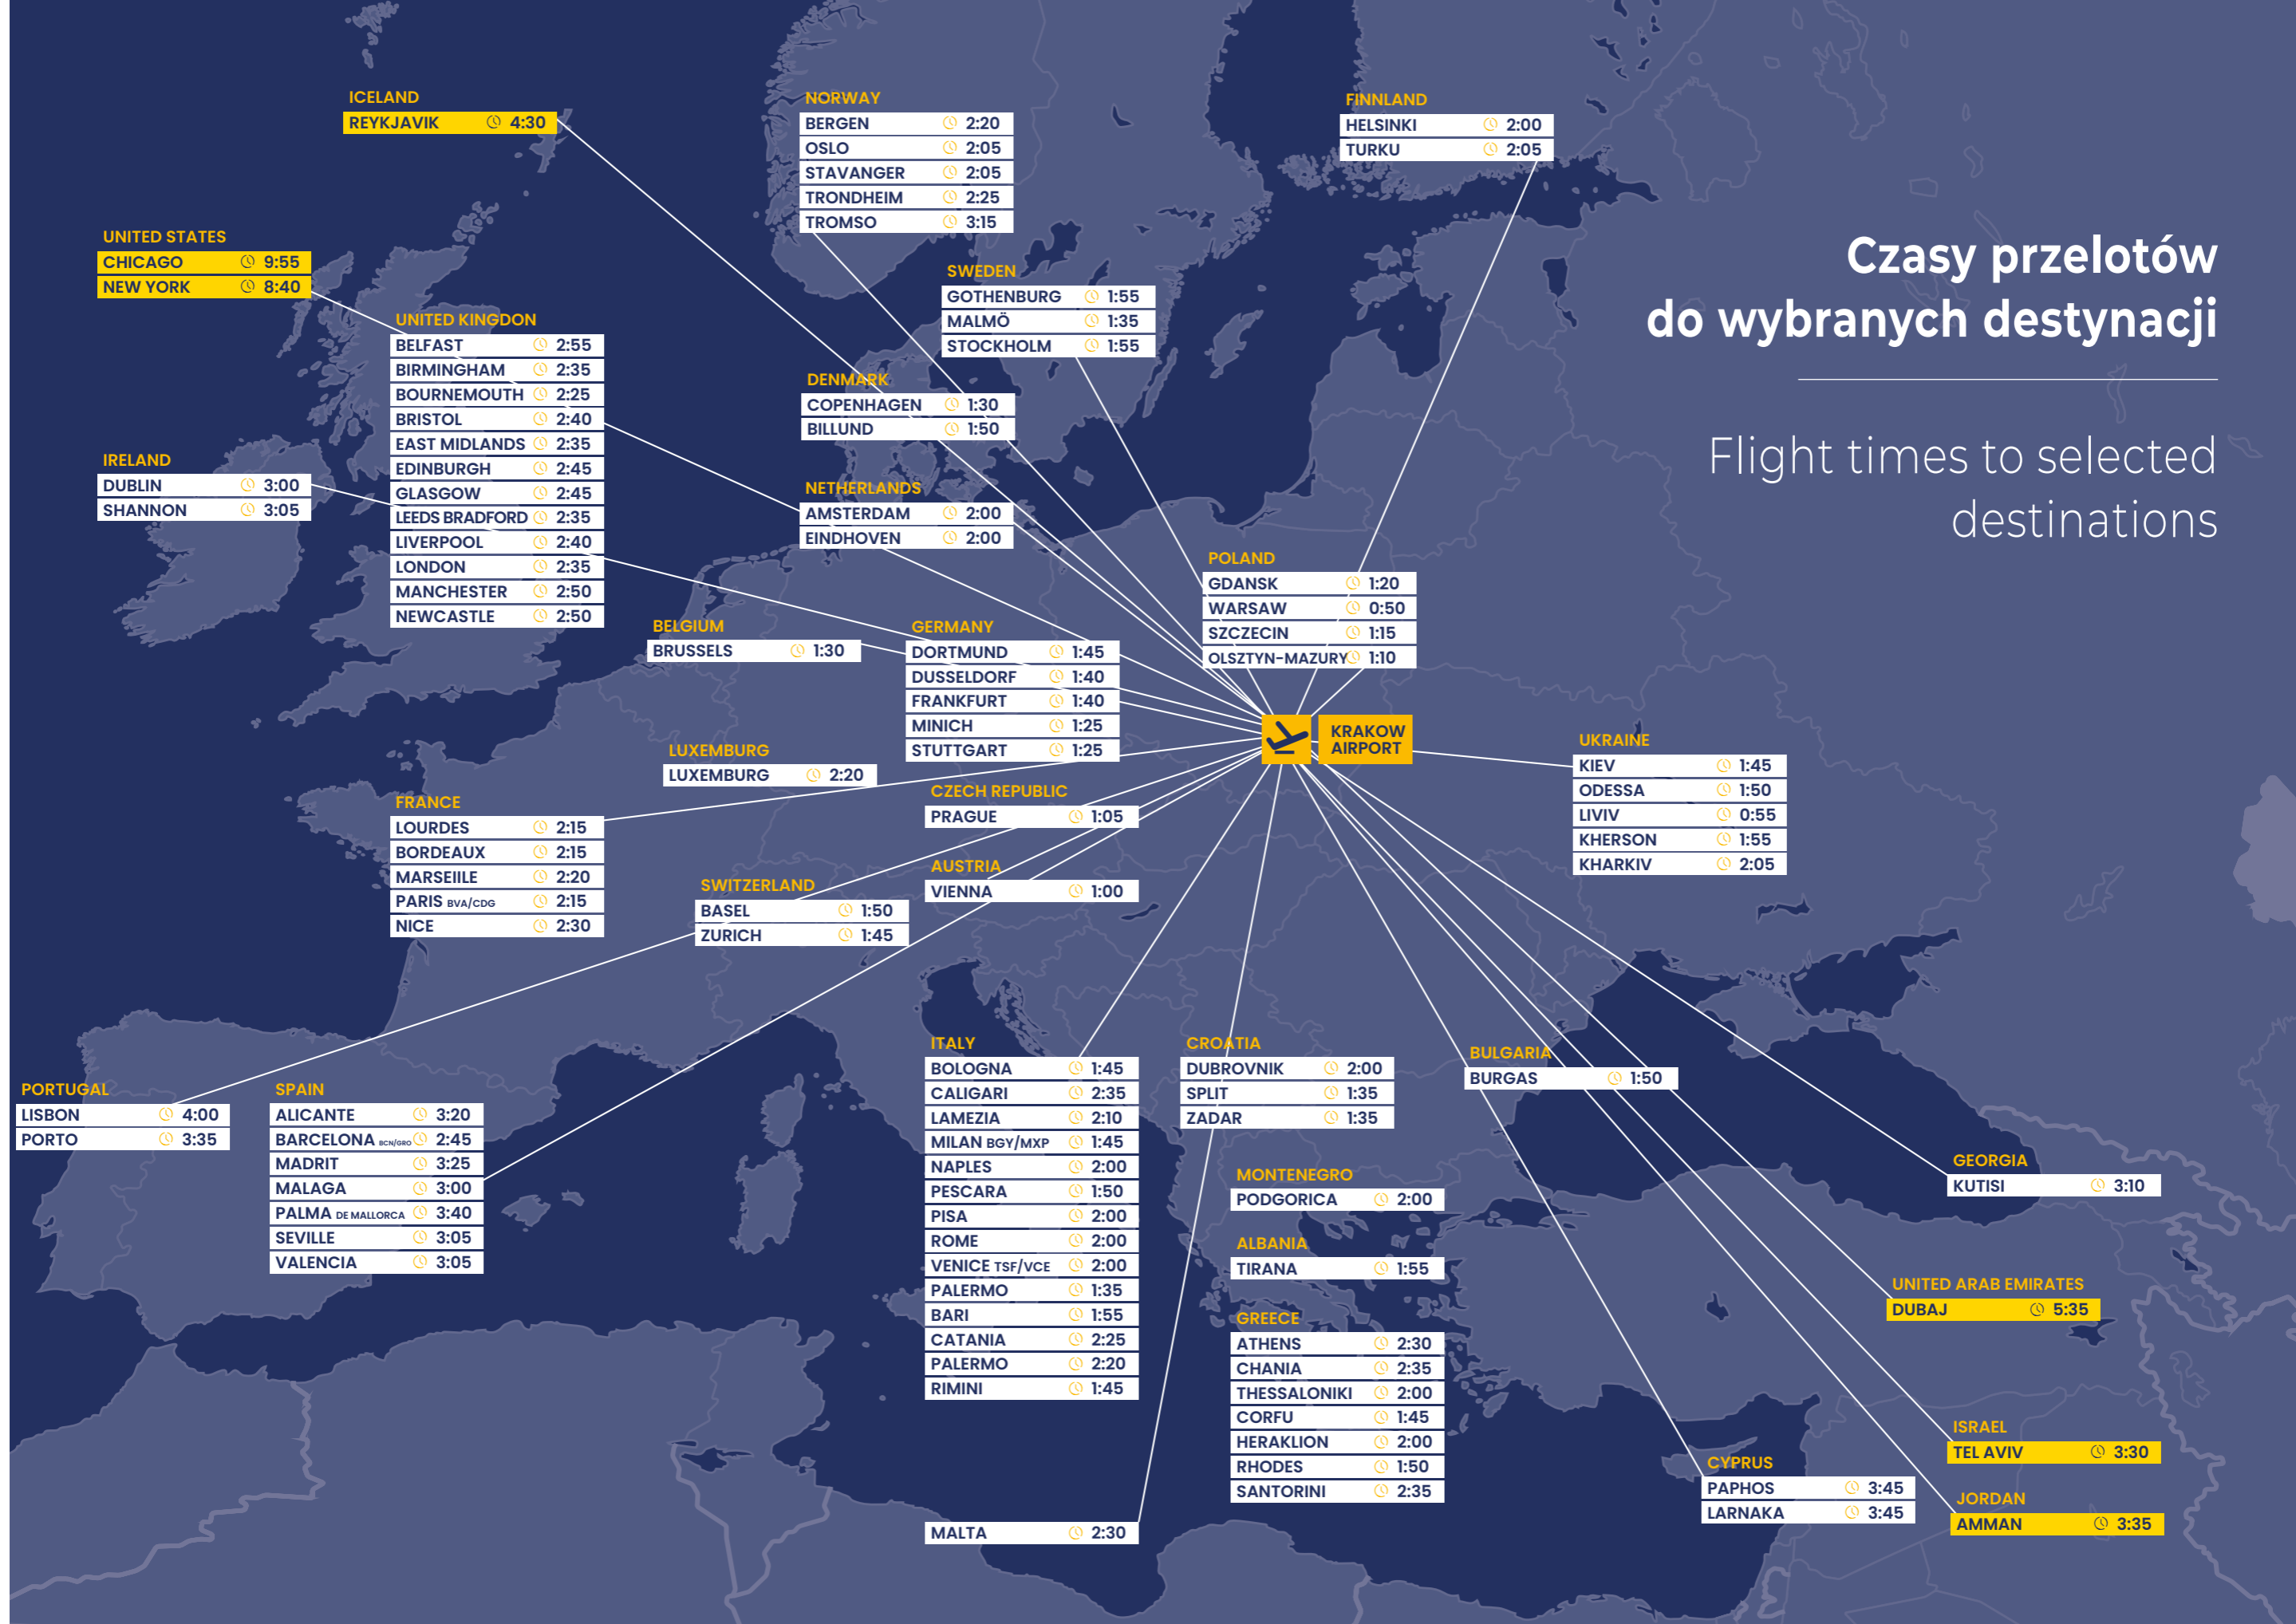 Czasy przelotów
do wybranych destynacji
Flight times to selected
destinations
ICELAND
REYKJAVIK 4:30
NORWAY
BERGEN 2:20
OSLO 2:05
STAVANGER 2:05
TRONDHEIM 2:25
TROMSO 3:15
FINNLAND
HELSINKI 2:00
TURKU 2:05
UNITED STATES
CHICAGO 9:55
NEW YORK 8:40
SWEDEN
GOTHENBURG 1:55
MALMÖ 1:35
STOCKHOLM 1:55
UNITED KINGDON
BELFAST 2:55
BIRMINGHAM 2:35
BOURNEMOUTH 2:25
BRISTOL 2:40
EAST MIDLANDS 2:35
EDINBURGH 2:45
GLASGOW 2:45
LEEDS BRADFORD 2:35
LIVERPOOL 2:40
LONDON 2:35
MANCHESTER 2:50
NEWCASTLE 2:50
DENMARK
COPENHAGEN 1:30
BILLUND 1:50
IRELAND
DUBLIN 3:00
SHANNON 3:05
NETHERLANDS
AMSTERDAM 2:00
EINDHOVEN 2:00
POLAND
GDANSK 1:20
WARSAW 0:50
SZCZECIN 1:15
OLSZTYN-MAZURY 1:10
BELGIUM
BRUSSELS 1:30
GERMANY
DORTMUND 1:45
DUSSELDORF 1:40
FRANKFURT 1:40
MINICH 1:25
STUTTGART 1:25
KRAKOW
AIRPORT
UKRAINE
KIEV 1:45
ODESSA 1:50
LIVIV 0:55
KHERSON 1:55
KHARKIV 2:05
LUXEMBURG
LUXEMBURG 2:20
CZECH REPUBLIC
PRAGUE 1:05
FRANCE
LOURDES 2:15
BORDEAUX 2:15
MARSEIILE 2:20
PARIS BVA/CDG 2:15
NICE 2:30
AUSTRIA
VIENNA 1:00
SWITZERLAND
BASEL 1:50
ZURICH 1:45
PORTUGAL
LISBON 4:00
PORTO 3:35
SPAIN
ALICANTE 3:20
BARCELONA BCN/GRO 2:45
MADRIT 3:25
MALAGA 3:00
PALMA DE MALLORCA 3:40
SEVILLE 3:05
VALENCIA 3:05
ITALY
BOLOGNA 1:45
CALIGARI 2:35
LAMEZIA 2:10
MILAN BGY/MXP 1:45
NAPLES 2:00
PESCARA 1:50
PISA 2:00
ROME 2:00
VENICE TSF/VCE 2:00
PALERMO 1:35
BARI 1:55
CATANIA 2:25
PALERMO 2:20
RIMINI 1:45
MALTA 2:30
CROATIA
DUBROVNIK 2:00
SPLIT 1:35
ZADAR 1:35
BULGARIA
BURGAS 1:50
MONTENEGRO
PODGORICA 2:00
ALBANIA
TIRANA 1:55
GREECE
ATHENS 2:30
CHANIA 2:35
THESSALONIKI 2:00
CORFU 1:45
HERAKLION 2:00
RHODES 1:50
SANTORINI 2:35
GEORGIA
KUTISI 3:10
UNITED ARAB EMIRATES
DUBAJ 5:35
ISRAEL
TEL AVIV 3:30
CYPRUS
PAPHOS 3:45
LARNAKA 3:45
JORDAN
AMMAN 3:35